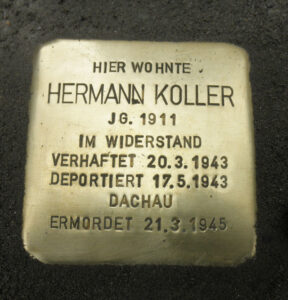 HIER WOHNTE
HERMANN KOLLER
JG. 1911
IM WIDERSTAND
VERHAFTET 20.3.1943
DEPORTIERT 17.5.1943
DACHAU
ERMORDET 21.3.1945